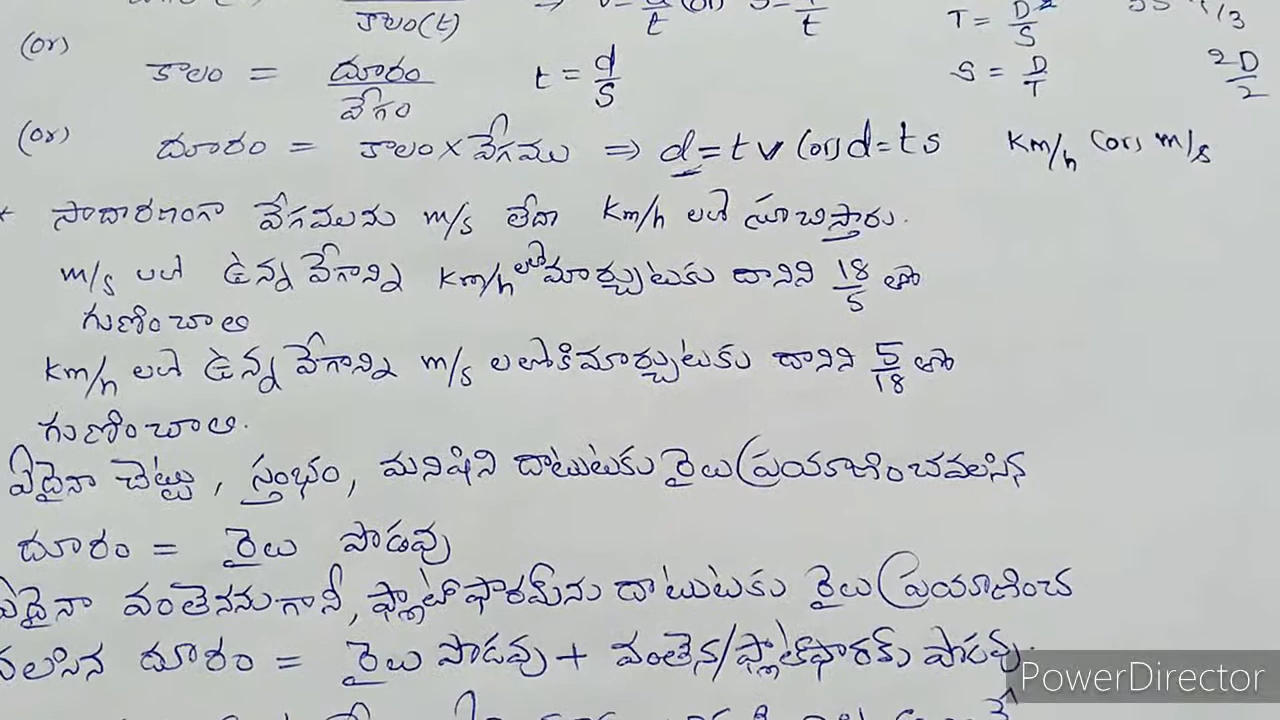 కాలం(t)
(or) T = D/S
కాలం = దూరం/వేగం t = d/s S = D/T 2D/2
(or) దూరం = కాలం × వేగము ⇒ d = t v (or) d = t s Km/h (or) m/s
సాదారణంగా వేగమును m/s లేదా Km/h లలో సూచిస్తారు.
m/s లలో ఉన్న వేగాన్ని Km/h లలో మార్చుటకు దానిని 18/5 తో
గుణించాలి
Km/h లలో ఉన్న వేగాన్ని m/s లలోకి మార్చుటకు దానిని 5/18 తో
గుణించాలి.
ఏదైనా చెట్టు, స్తంభం, మనిషిని దాటుటకు రైలు ప్రయాణించవలసిన
దూరం = రైలు పొడవు
ఏదైనా వంతెనను గానీ, ప్లాట్‌ఫారమ్‌ను దాటుటకు రైలు ప్రయాణించ
వలసిన దూరం = రైలు పొడవు + వంతెన/ప్లాట్‌ఫారమ్ పొడవు.
PowerDirector